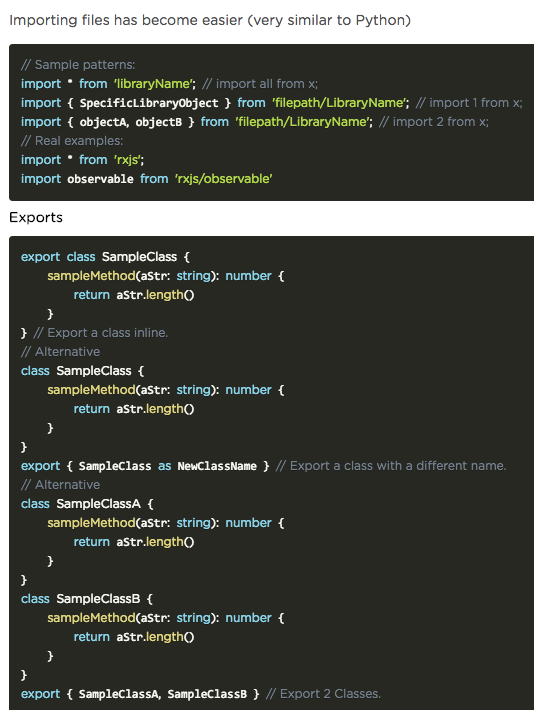 Importing files has become easier (very similar to Python)
// Sample patterns:
import * from 'libraryName'; // import all from x;
import { SpecificLibraryObject } from 'filepath/LibraryName'; // import 1 from x;
import { objectA, objectB } from 'filepath/LibraryName'; // import 2 from x;
// Real examples:
import * from 'rxjs';
import observable from 'rxjs/observable'
Exports
export class SampleClass {
    sampleMethod(aStr: string): number {
        return aStr.length()
    }
} // Export a class inline.
// Alternative
class SampleClass {
    sampleMethod(aStr: string): number {
        return aStr.length()
    }
}
export { SampleClass as NewClassName } // Export a class with a different name.
// Alternative
class SampleClassA {
    sampleMethod(aStr: string): number {
        return aStr.length()
    }
}
class SampleClassB {
    sampleMethod(aStr: string): number {
        return aStr.length()
    }
}
export { SampleClassA, SampleClassB } // Export 2 Classes.